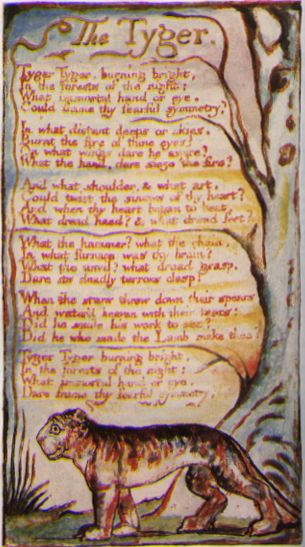 The Tyger.
Tyger Tyger, burning bright,
In the forests of the night:
What immortal hand or eye,
Could frame thy fearful symmetry?
In what distant deeps or skies,
Burnt the fire of thine eyes?
On what wings dare he aspire?
What the hand, dare sieze the fire?
And what shoulder, & what art,
Could twist the sinews of thy heart?
And when thy heart began to beat,
What dread hand? & what dread feet?
What the hammer? what the chain,
In what furnace was thy brain?
What the anvil? what dread grasp,
Dare its deadly terrors clasp!
When the stars threw down their spears
And water'd heaven with their tears:
Did he smile his work to see?
Did he who made the Lamb make thee?
Tyger Tyger burning bright,
In the forests of the night:
What immortal hand or eye,
Dare frame thy fearful symmetry?